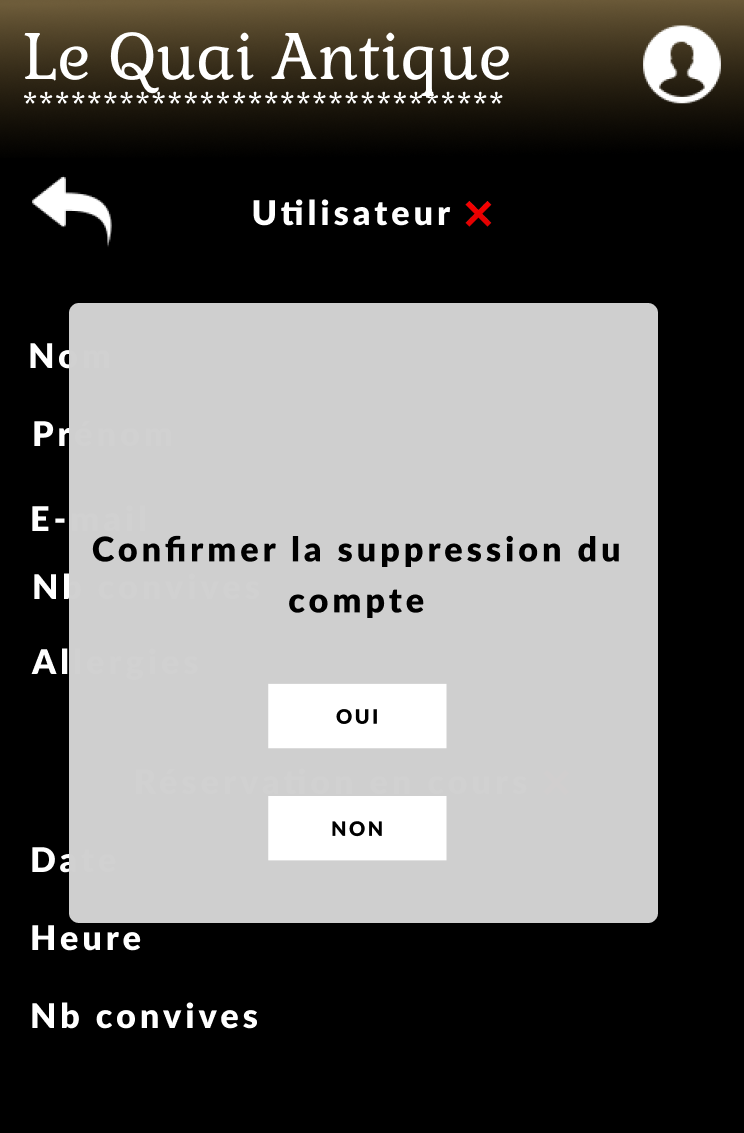 Le Quai Antique
******************************
Utilisateur ×
Nom
Prénom
E-mail
Nb convives
Allergies
Confirmer la suppression du
compte
OUI
Réservation en cours
NON
Date
Heure
Nb convives